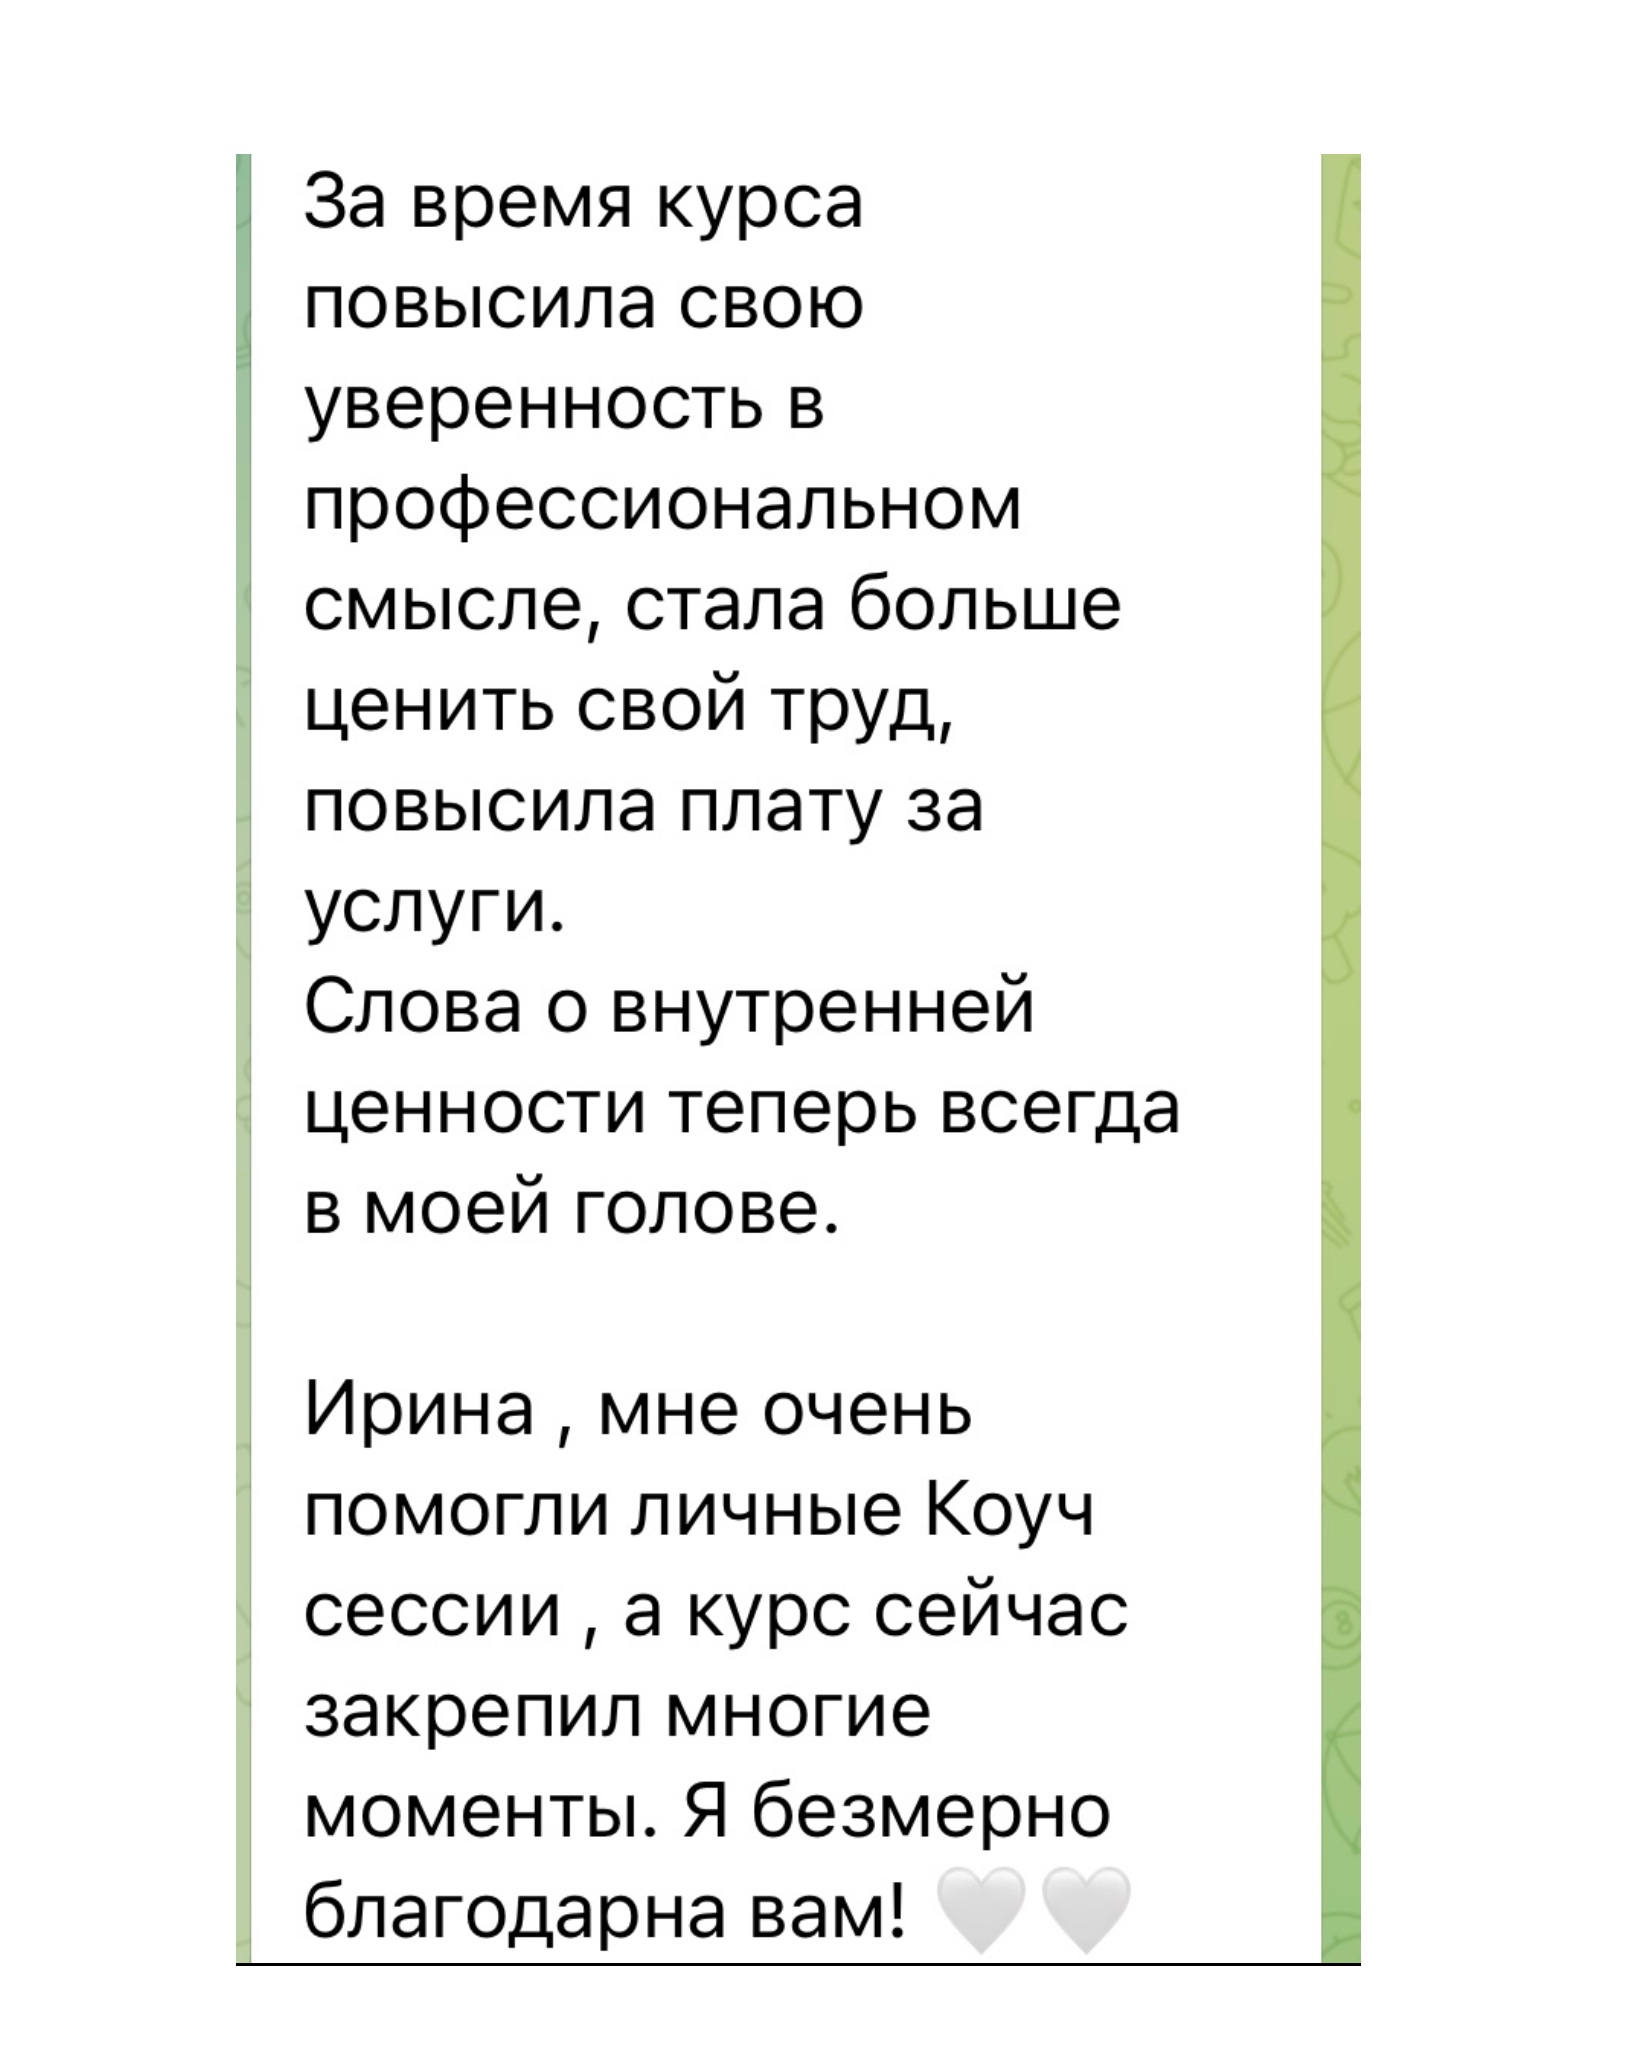 За время курса
повысила свою
уверенность в
профессиональном
смысле, стала больше
ценить свой труд,
повысила плату за
услуги.
Слова о внутренней
ценности теперь всегда
в моей голове.
Ирина , мне очень
помогли личные Коуч
сессии , а курс сейчас
закрепил многие
моменты. Я безмерно
благодарна вам! 🤍🤍